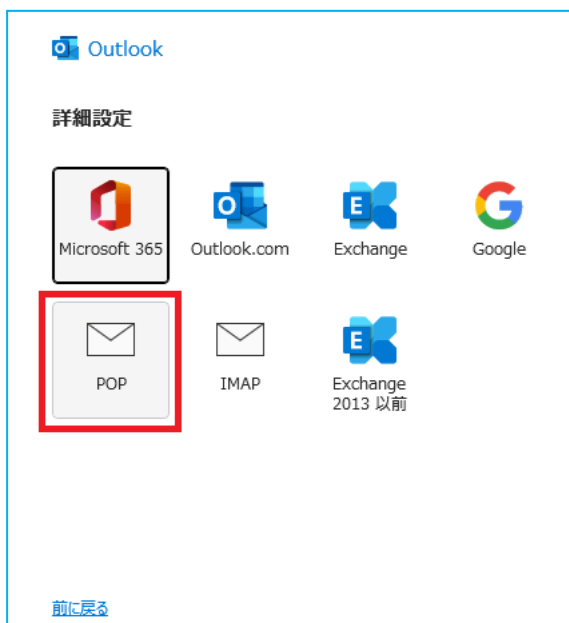 Outlook
詳細設定
Microsoft 365
Outlook.com
Exchange
Google
POP
IMAP
Exchange
2013 以前
前に戻る